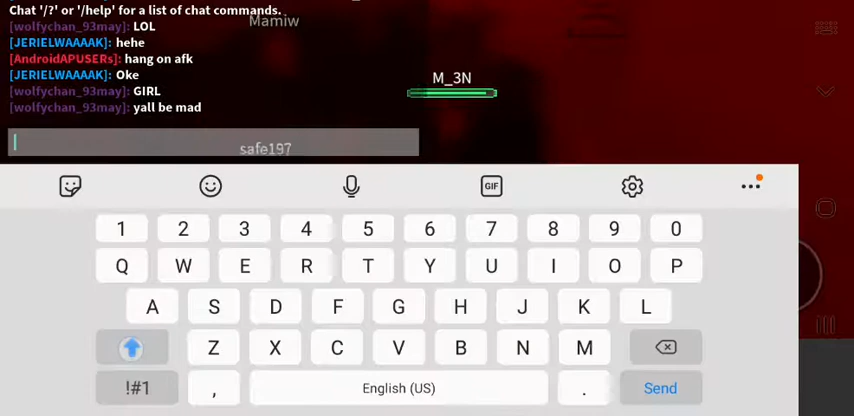 Chat '/?' or '/help' for a list of chat commands.
Mamiw
[wolfychan_93may]: LOL
[JERIELWAAAAK]: hehe
[AndroidAPUSERs]: hang on afk
[JERIELWAAAAK]: Oke
[wolfychan_93may]: GIRL
[wolfychan_93may]: yall be mad
M_3N
safe197
GIF
1 2 3 4 5 6 7 8 9 0
Q W E R T Y U I O P
A S D F G H J K L
Z X C V B N M
!#1 , English (US) . Send